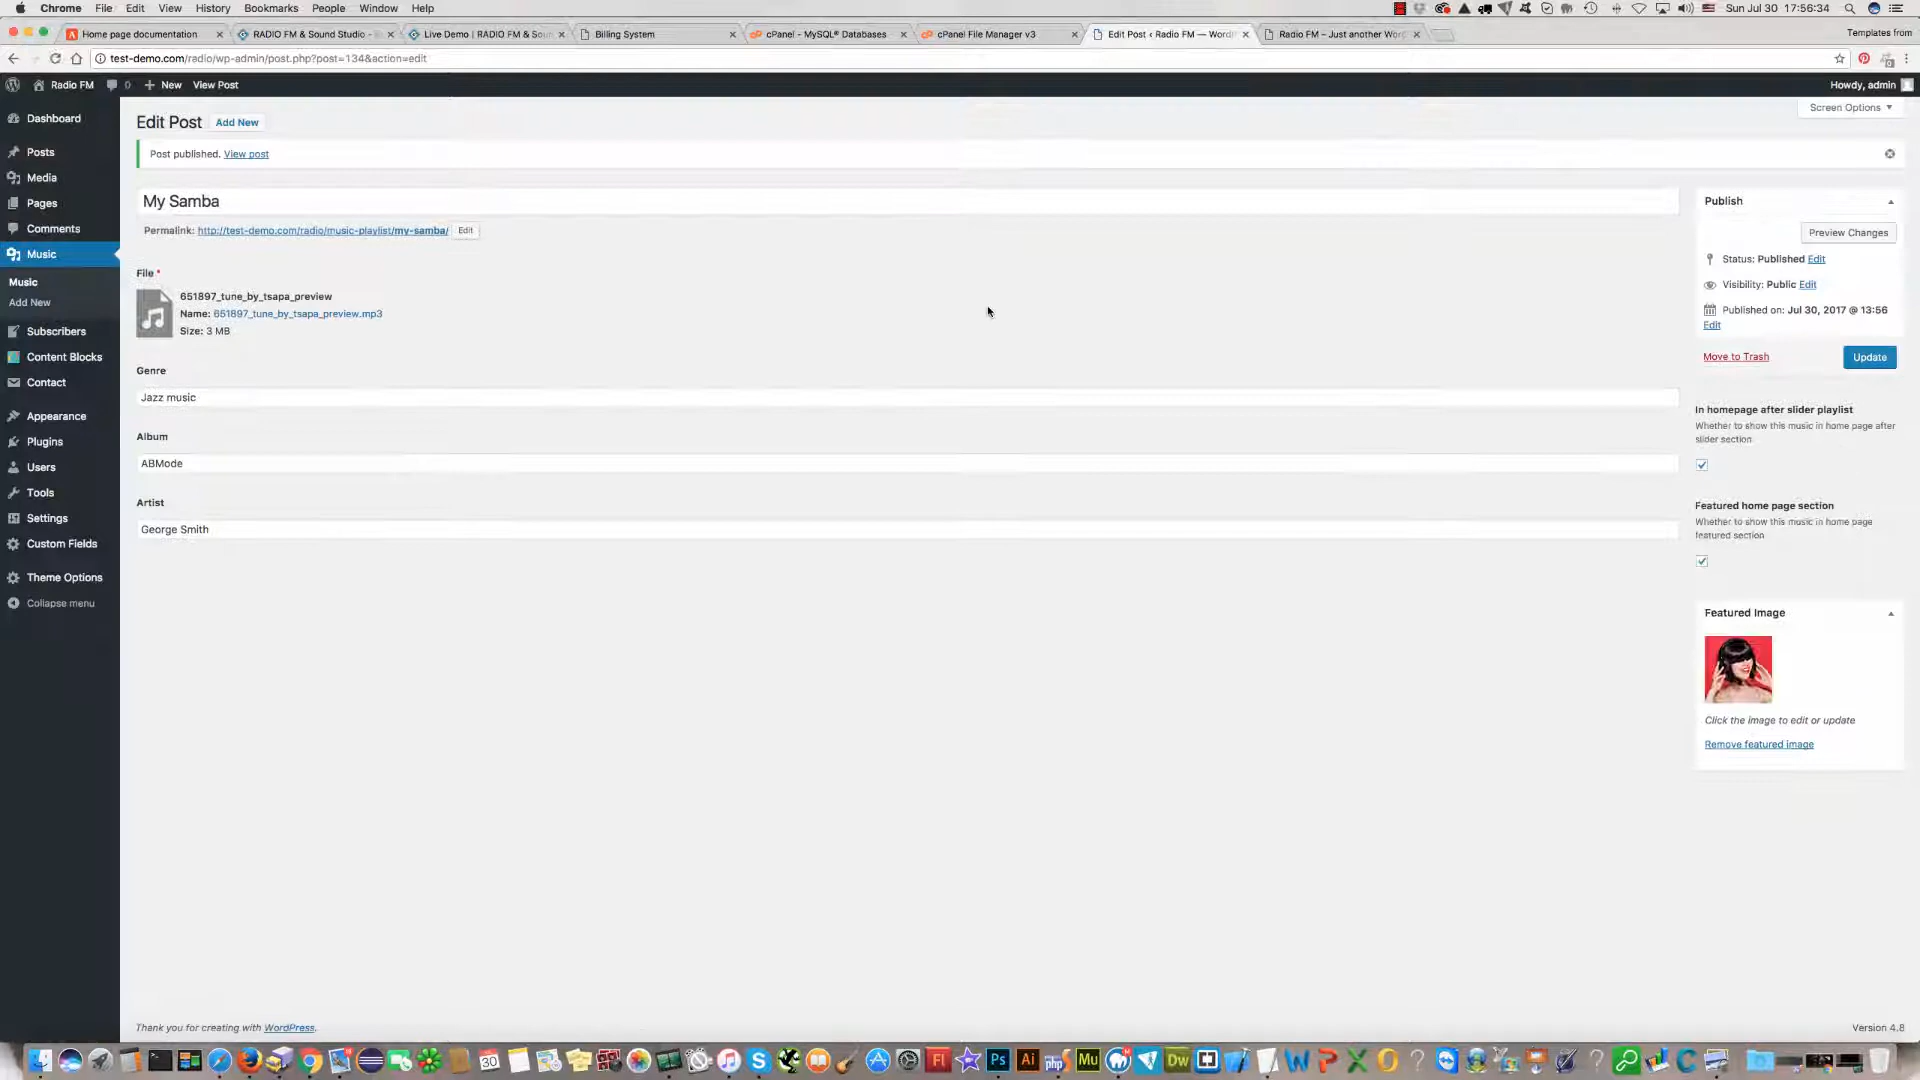 Chrome File Edit View History Bookmarks People Window Help
Sun Jul 30 17:56:34
Home page documentation
RADIO FM & Sound Studio -
Live Demo | RADIO FM & Soun
Billing System
cPanel - MySQL® Databases
cPanel File Manager v3
Edit Post ‹ Radio FM — WordPr
Radio FM – Just another Wor
Templates from
test-demo.com/radio/wp-admin/post.php?post=134&action=edit
Radio FM 0 New View Post
Howdy, admin
Screen Options
Dashboard
Posts
Media
Pages
Comments
Music
Music
Add New
Subscribers
Content Blocks
Contact
Appearance
Plugins
Users
Tools
Settings
Custom Fields
Theme Options
Collapse menu
Edit Post Add New
Post published. View post
My Samba
Permalink: http://test-demo.com/radio/music-playlist/my-samba/ Edit
File *
651897_tune_by_tsapa_preview
Name: 651897_tune_by_tsapa_preview.mp3
Size: 3 MB
Genre
Jazz music
Album
ABMode
Artist
George Smith
Publish
Preview Changes
Status: Published Edit
Visibility: Public Edit
Published on: Jul 30, 2017 @ 13:56
Edit
Move to Trash
Update
In homepage after slider playlist
Whether to show this music in home page after
slider section
Featured home page section
Whether to show this music in home page
featured section
Featured Image
Click the image to edit or update
Remove featured image
Thank you for creating with WordPress.
Version 4.8
30
Fl
Ps
Ai
php
Mu
Dw